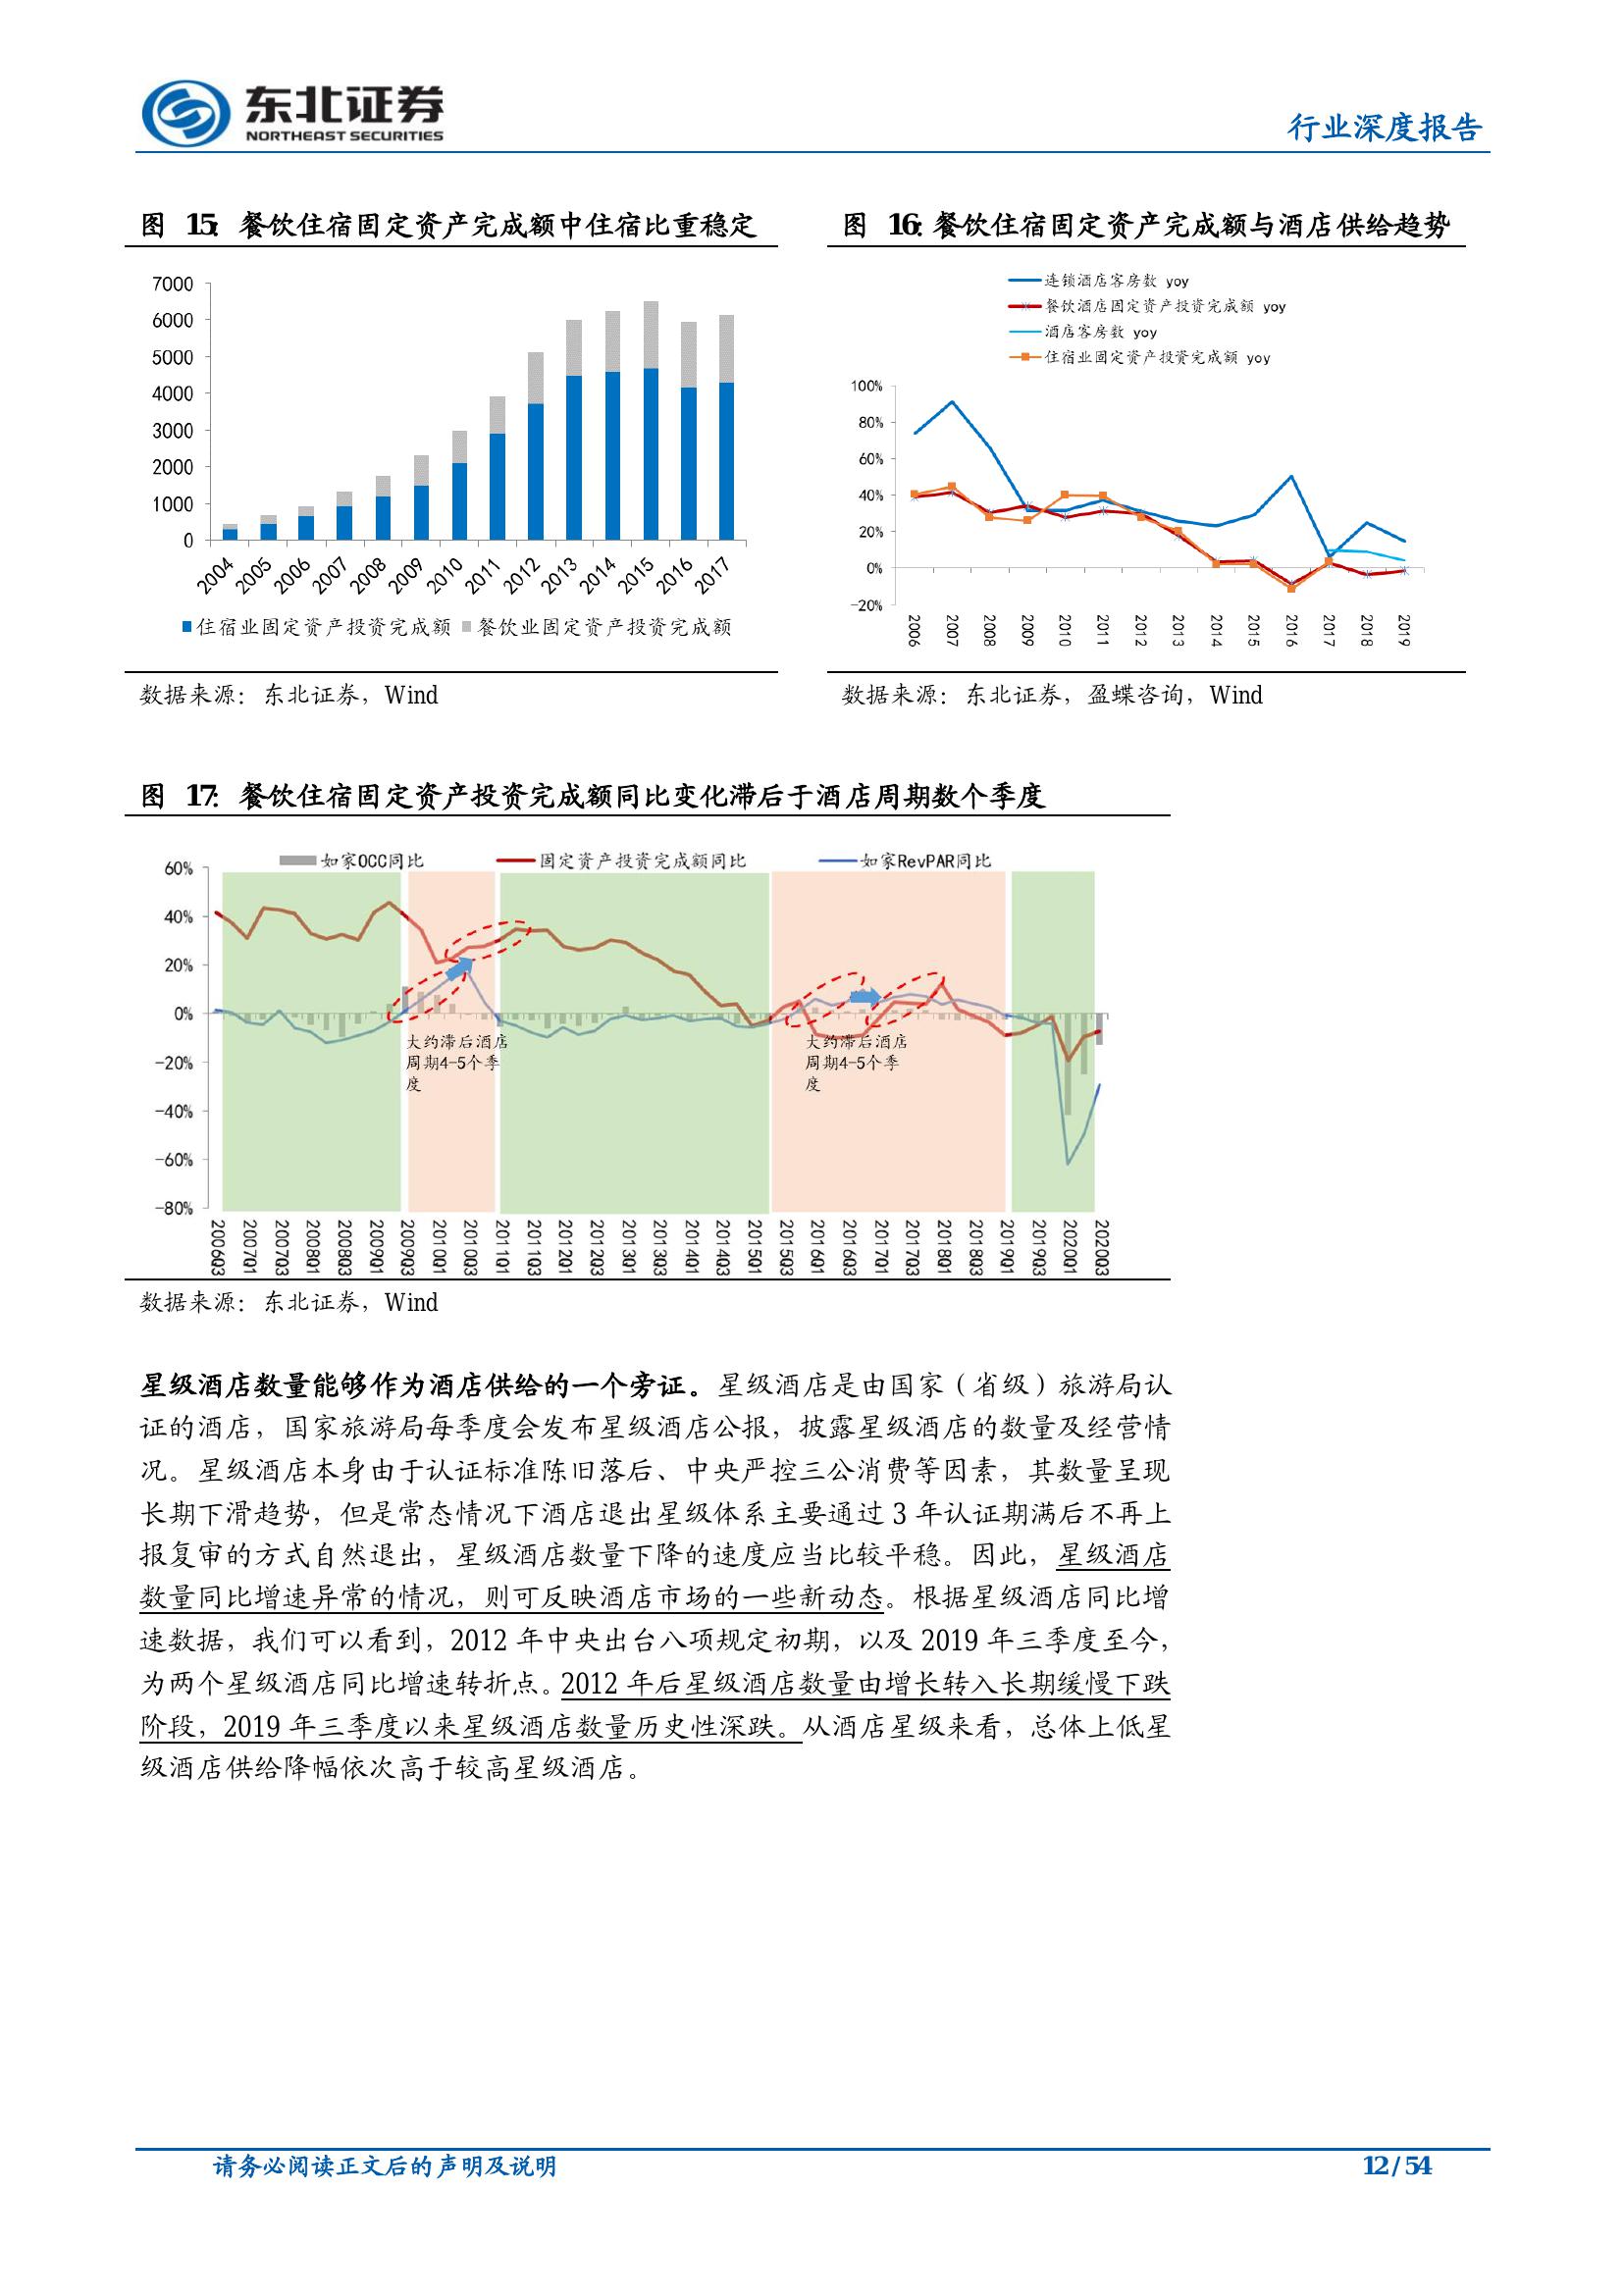 东北证券
NORTHEAST SECURITIES
行业深度报告
图 15：餐饮住宿固定资产完成额中住宿比重稳定
7000
6000
5000
4000
3000
2000
1000
0
2004 2005 2006 2007 2008 2009 2010 2011 2012 2013 2014 2015 2016 2017
住宿业固定资产投资完成额 餐饮业固定资产投资完成额
数据来源：东北证券，Wind
图 16：餐饮住宿固定资产完成额与酒店供给趋势
连锁酒店客房数 yoy
餐饮酒店固定资产投资完成额 yoy
酒店客房数 yoy
住宿业固定资产投资完成额 yoy
100%
80%
60%
40%
20%
0%
-20%
2006 2007 2008 2009 2010 2011 2012 2013 2014 2015 2016 2017 2018 2019
数据来源：东北证券，盈蝶咨询，Wind
图 17：餐饮住宿固定资产投资完成额同比变化滞后于酒店周期数个季度
如家OCC同比 固定资产投资完成额同比 如家RevPAR同比
60%
40%
20%
0%
-20%
-40%
-60%
-80%
大约滞后酒店
周期4-5个季
度
大约滞后酒店
周期4-5个季
度
2006Q3 2007Q1 2007Q3 2008Q1 2008Q3 2009Q1 2009Q3 2010Q1 2010Q3 2011Q1 2011Q3 2012Q1 2012Q3 2013Q1 2013Q3 2014Q1 2014Q3 2015Q1 2015Q3 2016Q1 2016Q3 2017Q1 2017Q3 2018Q1 2018Q3 2019Q1 2019Q3 2020Q1 2020Q3
数据来源：东北证券，Wind
星级酒店数量能够作为酒店供给的一个旁证。星级酒店是由国家（省级）旅游局认
证的酒店，国家旅游局每季度会发布星级酒店公报，披露星级酒店的数量及经营情
况。星级酒店本身由于认证标准陈旧落后、中央严控三公消费等因素，其数量呈现
长期下滑趋势，但是常态情况下酒店退出星级体系主要通过 3 年认证期满后不再上
报复审的方式自然退出，星级酒店数量下降的速度应当比较平稳。因此，星级酒店
数量同比增速异常的情况，则可反映酒店市场的一些新动态。根据星级酒店同比增
速数据，我们可以看到，2012 年中央出台八项规定初期，以及 2019 年三季度至今，
为两个星级酒店同比增速转折点。2012 年后星级酒店数量由增长转入长期缓慢下跌
阶段，2019 年三季度以来星级酒店数量历史性深跌。从酒店星级来看，总体上低星
级酒店供给降幅依次高于较高星级酒店。
请务必阅读正文后的声明及说明
12 / 54